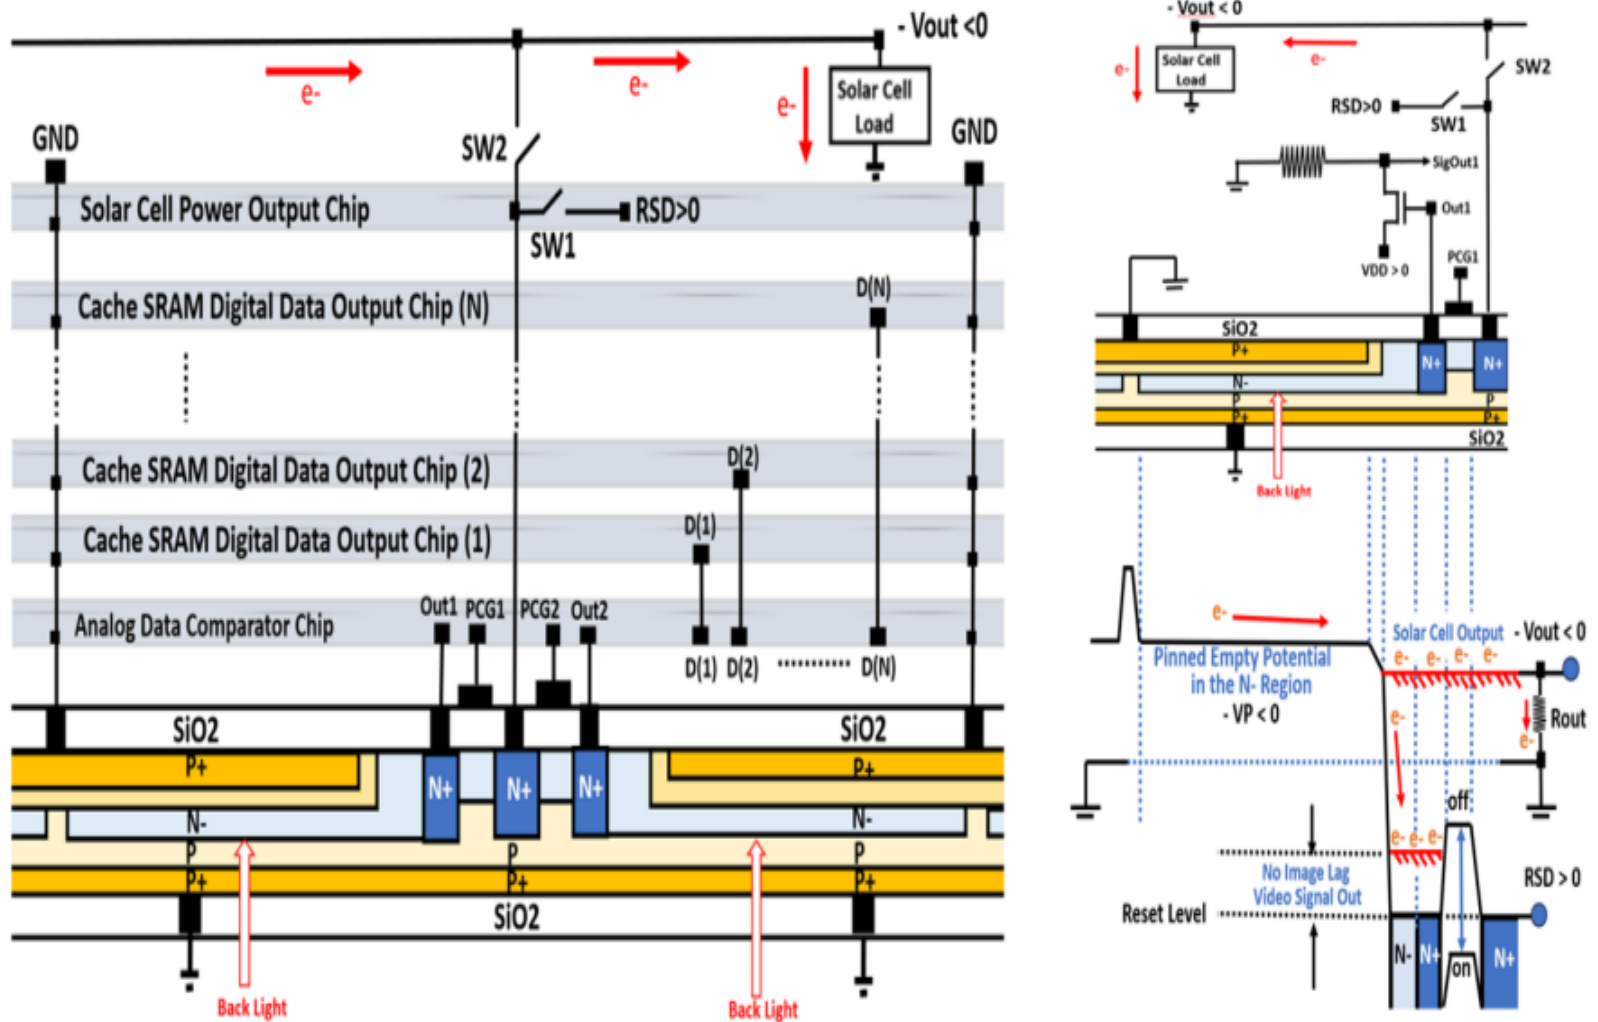 - Vout <0
e-
e-
e-
Solar Cell
Load
GND
GND
SW2
Solar Cell Power Output Chip
RSD>0
SW1
Cache SRAM Digital Data Output Chip (N)
D(N)
Cache SRAM Digital Data Output Chip (2)
D(2)
Cache SRAM Digital Data Output Chip (1)
D(1)
Analog Data Comparator Chip
Out1 PCG1 PCG2 Out2
D(1) D(2) D(N)
SiO2
SiO2
P+
P+
N+ N+ N+
N-
N-
P P P
P+ P+ P+
SiO2
Back Light
Back Light
- Vout < 0
e-
e-
Solar Cell
Load
SW2
RSD>0
SW1
SigOut1
Out1
VDD > 0
PCG1
SiO2
P+
N+ N+
N-
P P
P+ P+
SiO2
Back Light
e-
Solar Cell Output - Vout < 0
e- e- e- e-
Pinned Empty Potential
in the N- Region
- VP < 0
e-
Rout
e-
off
e- e- e-
No Image Lag
Video Signal Out
RSD > 0
Reset Level
N- N+ on N+